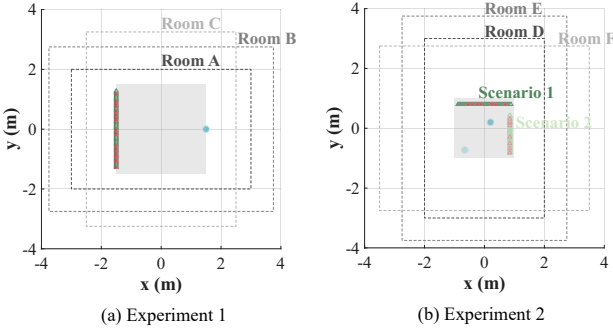 4
Room C
Room B
2
Room A
y (m)
0
-2
-4
-4
-2
0
2
4
x (m)
(a) Experiment 1
4
Room E
Room D
Room F
2
Scenario 1
y (m)
0
Scenario 2
-2
-4
-4
-2
0
2
4
x (m)
(b) Experiment 2